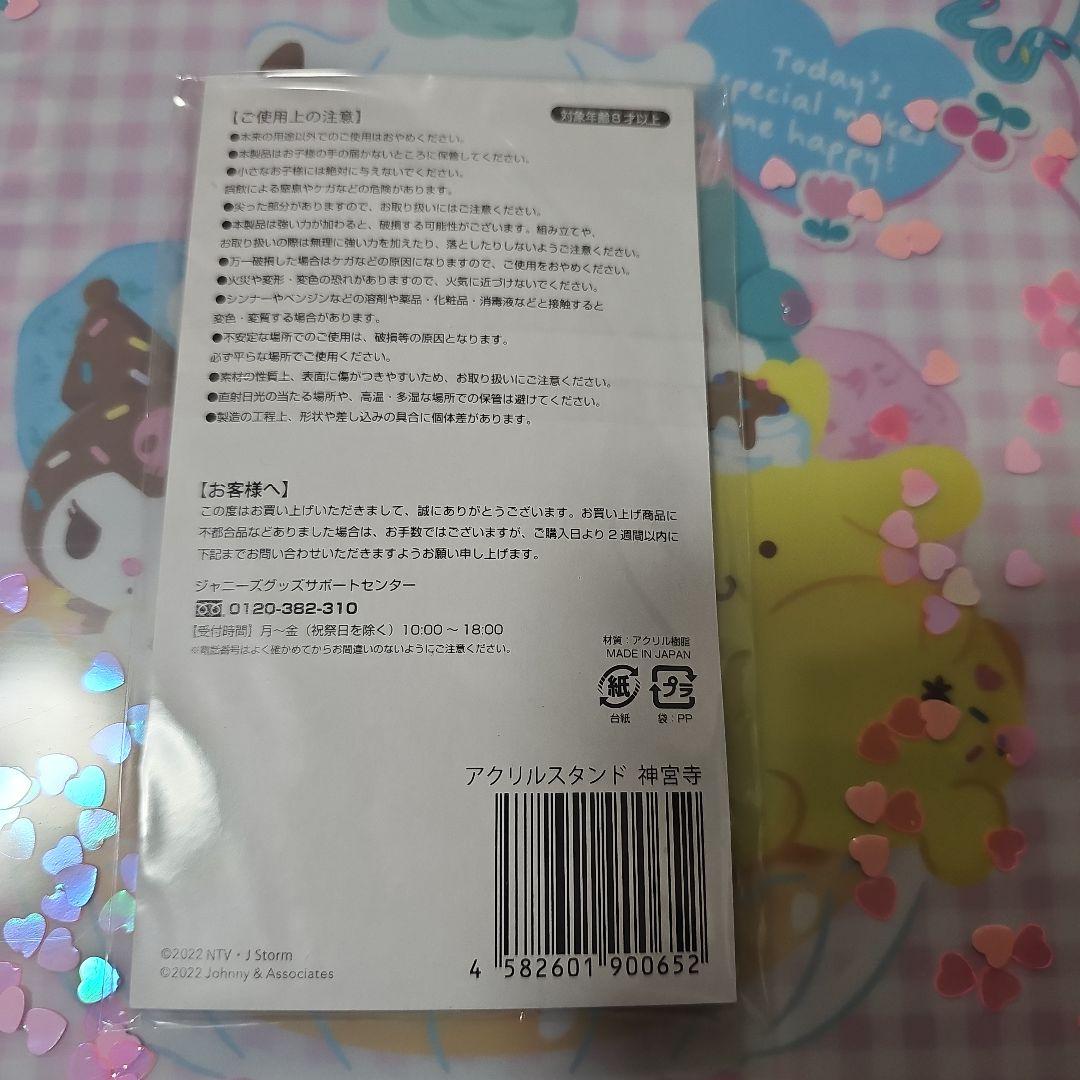 【ご使用上の注意】
対象年齢8才以上
●本来の用途以外でのご使用はおやめください。
●本製品はお子様の手の届かないところに保管してください。
●小さなお子様には絶対に与えないでください。
誤飲による窒息やケガなどの危険があります。
●尖った部分がありますので、お取り扱いにはご注意ください。
●本製品は強い力が加わると、破損する可能性がございます。組み立てや、
お取り扱いの際は無理に強い力を加えたり、落としたりしないようご注意ください。
●万一破損した場合はケガなどの原因になりますので、ご使用をおやめください。
●火災や変形・変色の恐れがありますので、火気に近づけないでください。
●シンナーやベンジンなどの溶剤や薬品・化粧品・消毒液などと接触すると
変色・変質する場合があります。
●不安定な場所でのご使用は、破損等の原因となります。
必ず平らな場所でご使用ください。
●素材の性質上、表面に傷がつきやすいため、お取り扱いにご注意ください。
●直射日光の当たる場所や、高温・多湿な場所での保管は避けてください。
●製造の工程上、形状や差し込みの具合に個体差があります。
【お客様へ】
この度はお買い上げいただきまして、誠にありがとうございます。お買い上げ商品に
不都合品などありました場合は、お手数ではございますが、ご購入日より2週間以内に
下記までお問い合わせいただきますようお願い申し上げます。
ジャニーズグッズサポートセンター
0120-382-310
【受付時間】月～金（祝祭日を除く）10:00～18:00
※電話番号はよく確かめてからお間違いのないようにご注意ください。
材質：アクリル樹脂
MADE IN JAPAN
紙 プラ
台紙 袋：PP
アクリルスタンド 神宮寺
4 582601 900652
©2022 NTV・J Storm
©2022 Johnny & Associates
Today's
special makes
me happy!